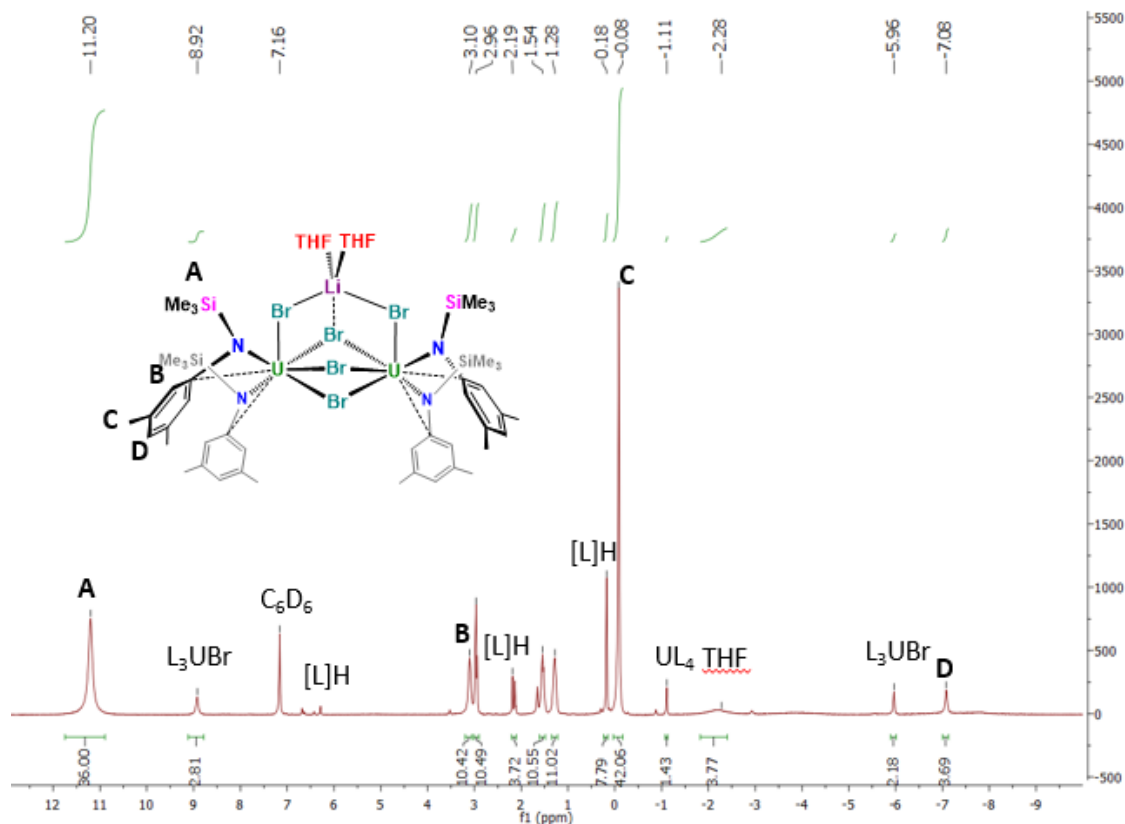 11.20
8.92
7.16
3.10
2.96
2.19
1.54
1.28
0.18
-0.08
-1.11
-2.28
-5.96
-7.08
5500
5000
4500
4000
3500
3000
2500
2000
1500
1000
500
0
-500
THF THF
A
Li
C
Me₃Si
SiMe₃
Br
Br
Br
N
N
Me₃Si
SiMe₃
U
Br
U
B
N
Br
N
C
D
[L]H
A
C₆D₆
B
[L]H
L₃UBr
[L]H
UL₄
THF
L₃UBr
D
36.00
2.81
10.42
10.49
3.72
10.55
11.02
7.79
42.06
1.43
3.77
2.18
3.69
12 11 10 9 8 7 6 5 4 3 2 1 0 -1 -2 -3 -4 -5 -6 -7 -8 -9
f1 (ppm)